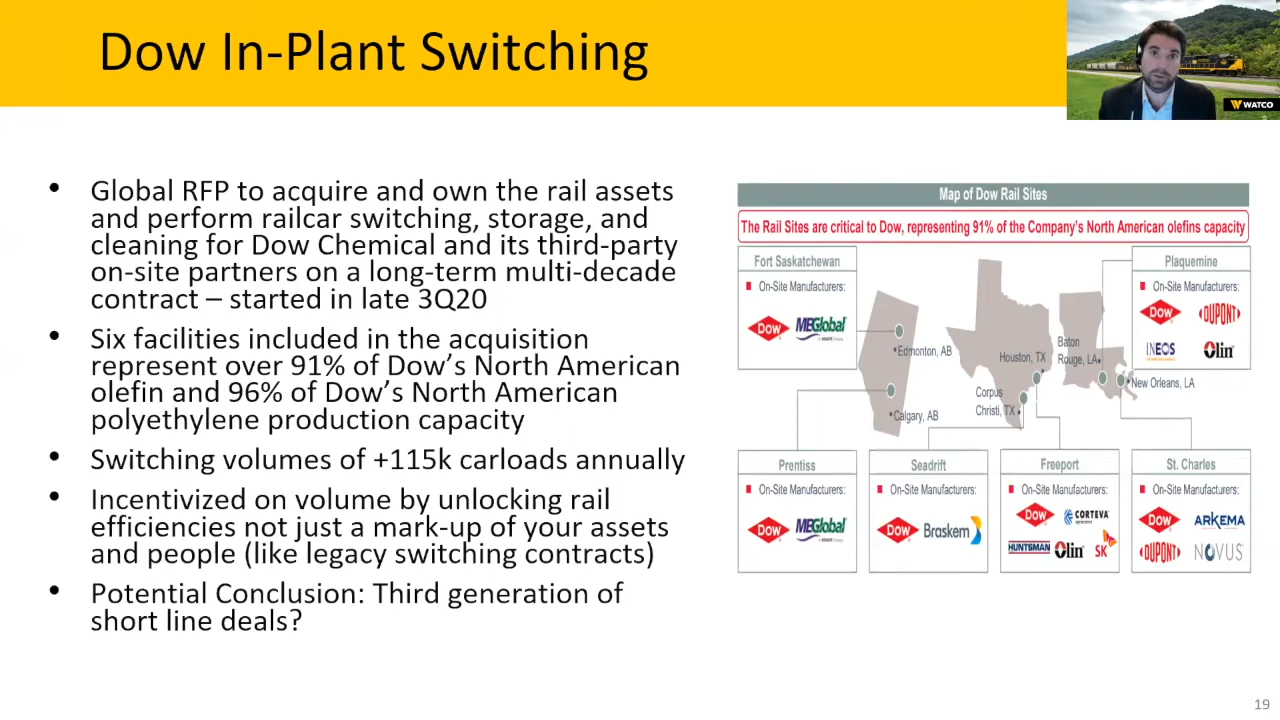 Dow In-Plant Switching
WATCO
• Global RFP to acquire and own the rail assets
and perform railcar switching, storage, and
cleaning for Dow Chemical and its third-party
on-site partners on a long-term multi-decade
contract – started in late 3Q20
• Six facilities included in the acquisition
represent over 91% of Dow’s North American
olefin and 96% of Dow’s North American
polyethylene production capacity
• Switching volumes of +115k carloads annually
• Incentivized on volume by unlocking rail
efficiencies not just a mark-up of your assets
and people (like legacy switching contracts)
• Potential Conclusion: Third generation of
short line deals?
Map of Dow Rail Sites
The Rail Sites are critical to Dow, representing 91% of the Company’s North American olefins capacity
Fort Saskatchewan
On-Site Manufacturers:
Dow MEGlobal
Plaquemine
On-Site Manufacturers:
Dow DUPONT
INEOS Olin
Edmonton, AB
Calgary, AB
Houston, TX
Corpus
Christi, TX
Baton
Rouge, LA
New Orleans, LA
Prentiss
On-Site Manufacturers:
Dow MEGlobal
Seadrift
On-Site Manufacturers:
Dow Braskem
Freeport
On-Site Manufacturers:
Dow CORTEVA
HUNTSMAN Olin SK
St. Charles
On-Site Manufacturers:
Dow ARKEMA
DUPONT NOVUS
19